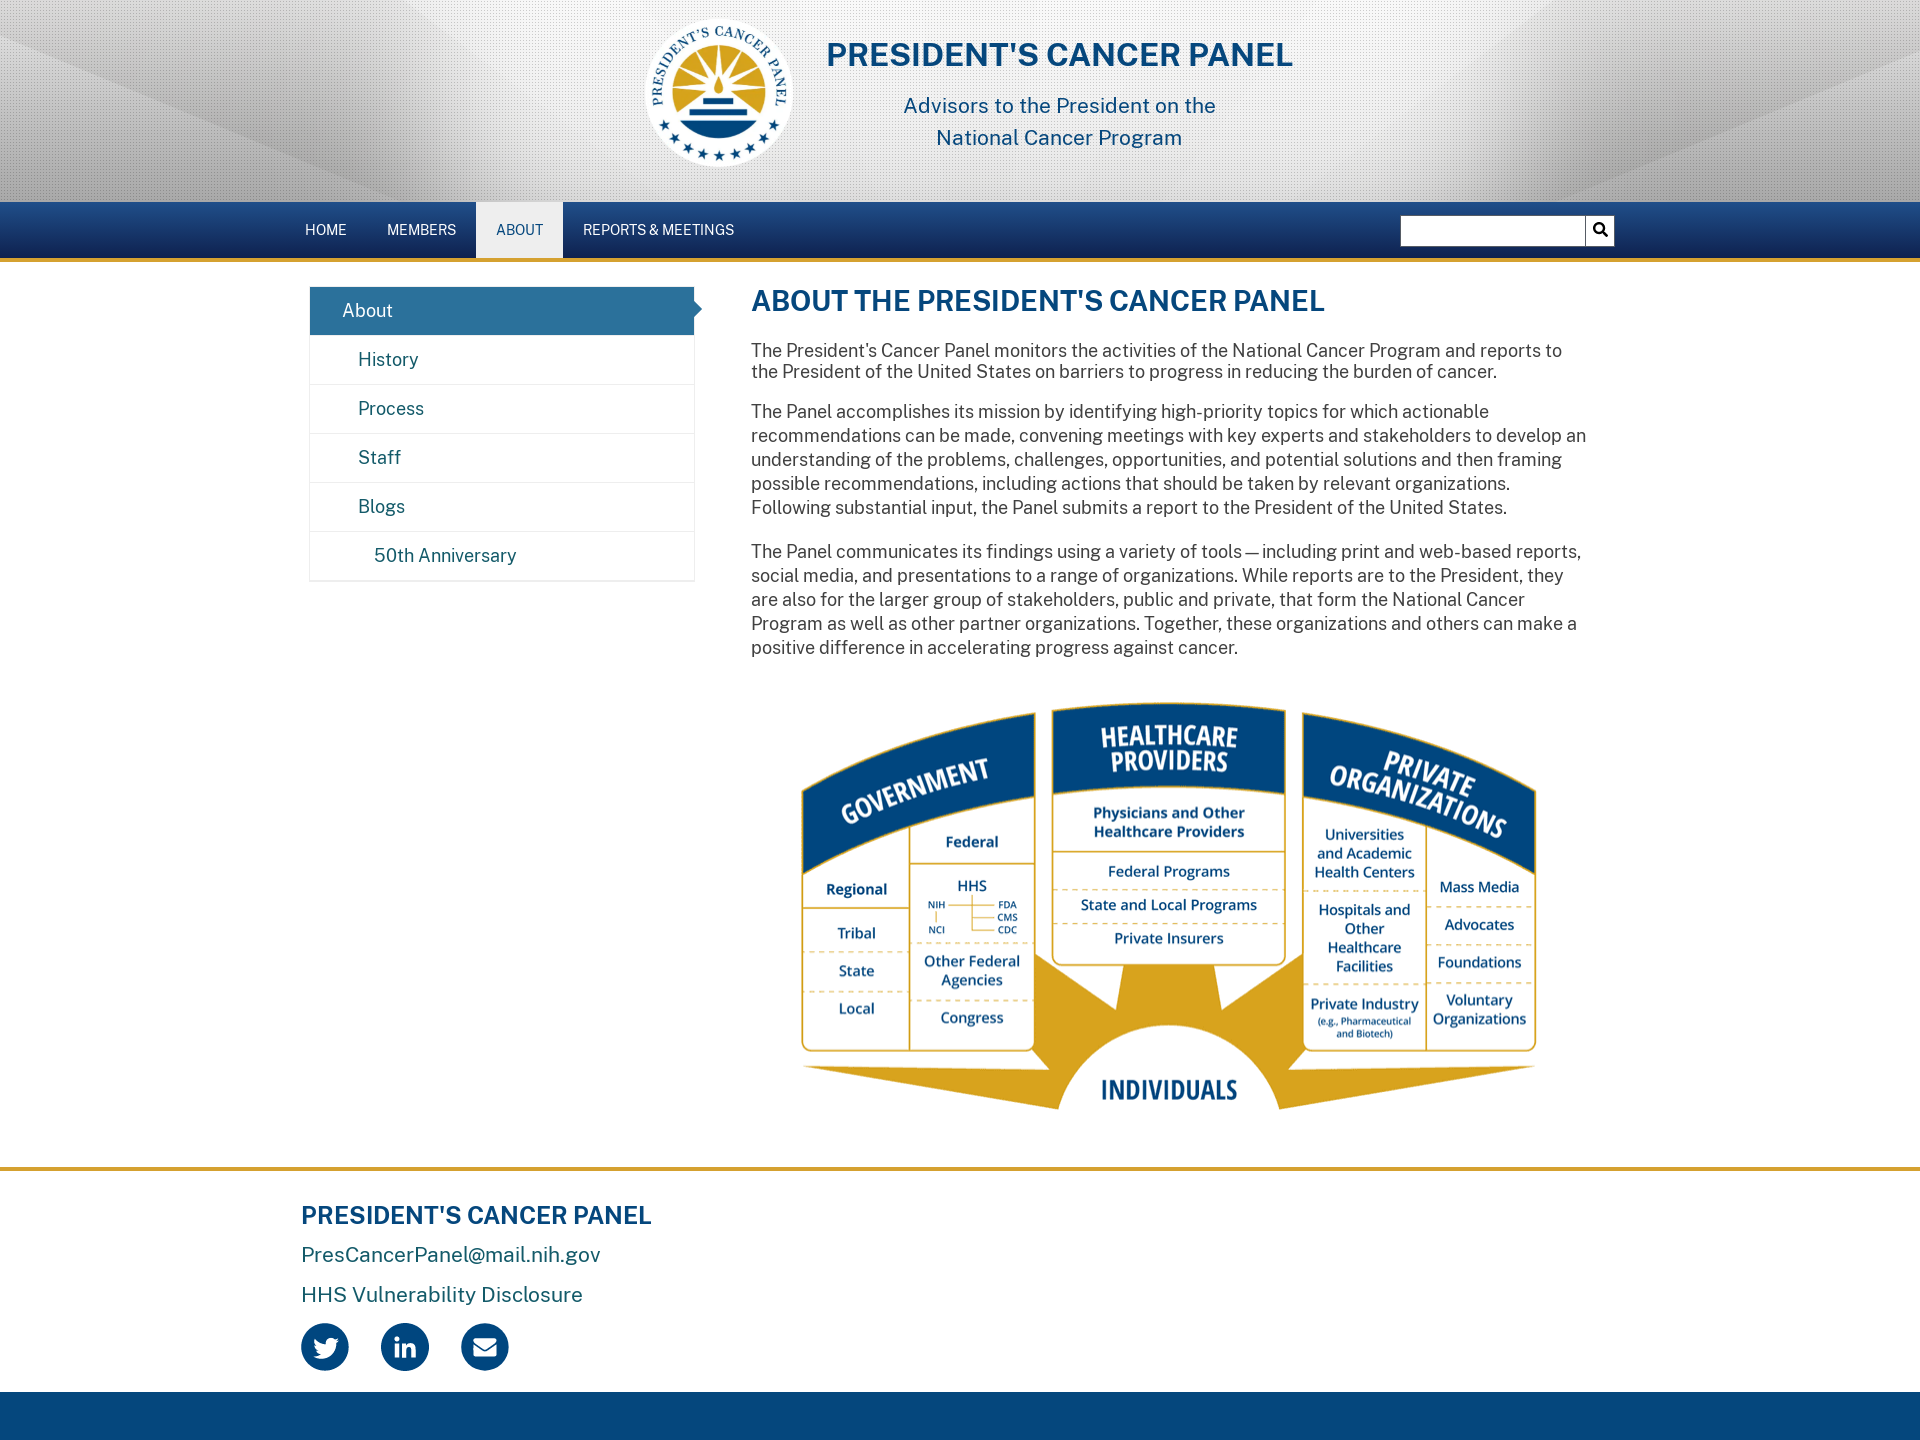 PRESIDENT'S CANCER PANEL
PRESIDENT'S CANCER PANEL
Advisors to the President on the
National Cancer Program
HOME
MEMBERS
ABOUT
REPORTS & MEETINGS
About
History
Process
Staff
Blogs
50th Anniversary
ABOUT THE PRESIDENT'S CANCER PANEL
The President's Cancer Panel monitors the activities of the National Cancer Program and reports to
the President of the United States on barriers to progress in reducing the burden of cancer.
The Panel accomplishes its mission by identifying high-priority topics for which actionable
recommendations can be made, convening meetings with key experts and stakeholders to develop an
understanding of the problems, challenges, opportunities, and potential solutions and then framing
possible recommendations, including actions that should be taken by relevant organizations.
Following substantial input, the Panel submits a report to the President of the United States.
The Panel communicates its findings using a variety of tools—including print and web-based reports,
social media, and presentations to a range of organizations. While reports are to the President, they
are also for the larger group of stakeholders, public and private, that form the National Cancer
Program as well as other partner organizations. Together, these organizations and others can make a
positive difference in accelerating progress against cancer.
GOVERNMENT
Regional
Tribal
State
Local
Federal
HHS
NIH
NCI
FDA
CMS
CDC
Other Federal
Agencies
Congress
HEALTHCARE
PROVIDERS
Physicians and Other
Healthcare Providers
Federal Programs
State and Local Programs
Private Insurers
PRIVATE
ORGANIZATIONS
Universities
and Academic
Health Centers
Hospitals and
Other
Healthcare
Facilities
Private Industry
(e.g., Pharmaceutical
and Biotech)
Mass Media
Advocates
Foundations
Voluntary
Organizations
INDIVIDUALS
PRESIDENT'S CANCER PANEL
PresCancerPanel@mail.nih.gov
HHS Vulnerability Disclosure
in